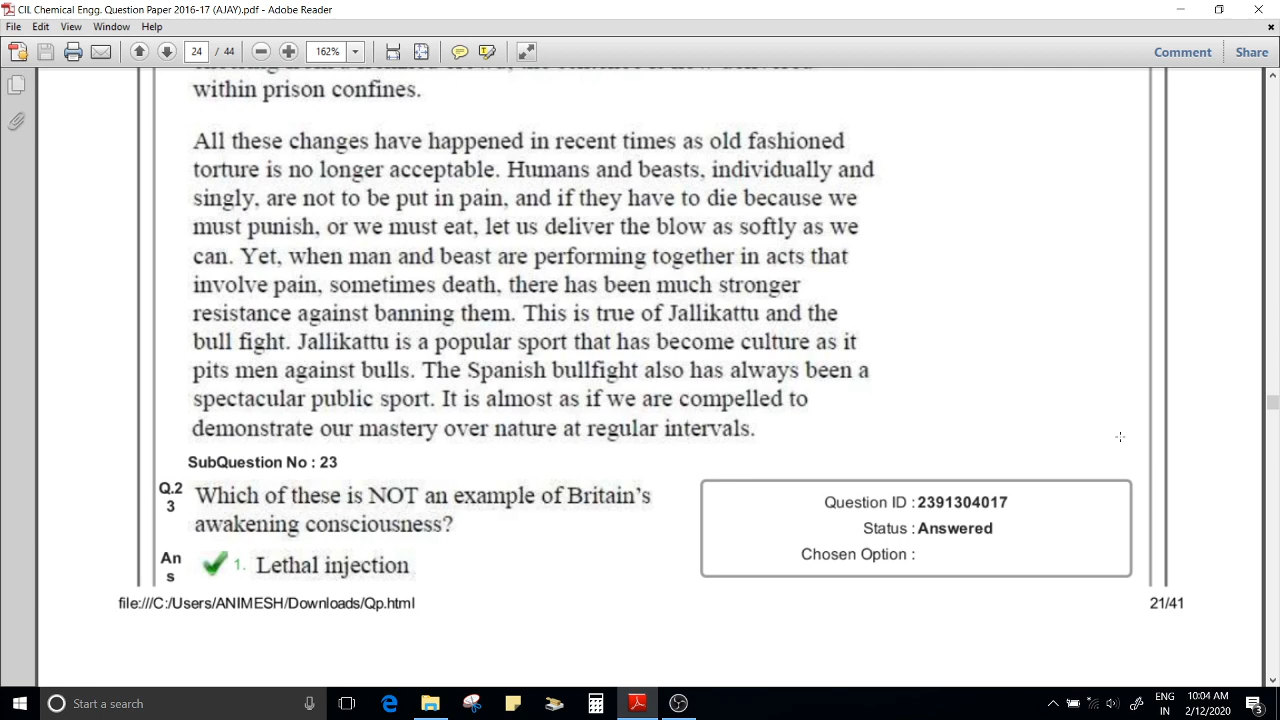 CIL Chemical Engg. Question Paper 2016-17 (AJAY).pdf - Adobe Reader
File Edit View Window Help
24 / 44 162% Comment Share
within prison confines.
All these changes have happened in recent times as old fashioned
torture is no longer acceptable. Humans and beasts, individually and
singly, are not to be put in pain, and if they have to die because we
must punish, or we must eat, let us deliver the blow as softly as we
can. Yet, when man and beast are performing together in acts that
involve pain, sometimes death, there has been much stronger
resistance against banning them. This is true of Jallikattu and the
bull fight. Jallikattu is a popular sport that has become culture as it
pits men against bulls. The Spanish bullfight also has always been a
spectacular public sport. It is almost as if we are compelled to
demonstrate our mastery over nature at regular intervals.
SubQuestion No : 23
Q.2
3
Which of these is NOT an example of Britain's
awakening consciousness?
Question ID : 2391304017
Status : Answered
Chosen Option :
An
s
1. Lethal injection
file:///C:/Users/ANIMESH/Downloads/Qp.html 21/41
Start a search
ENG
IN
10:04 AM
2/12/2020
3